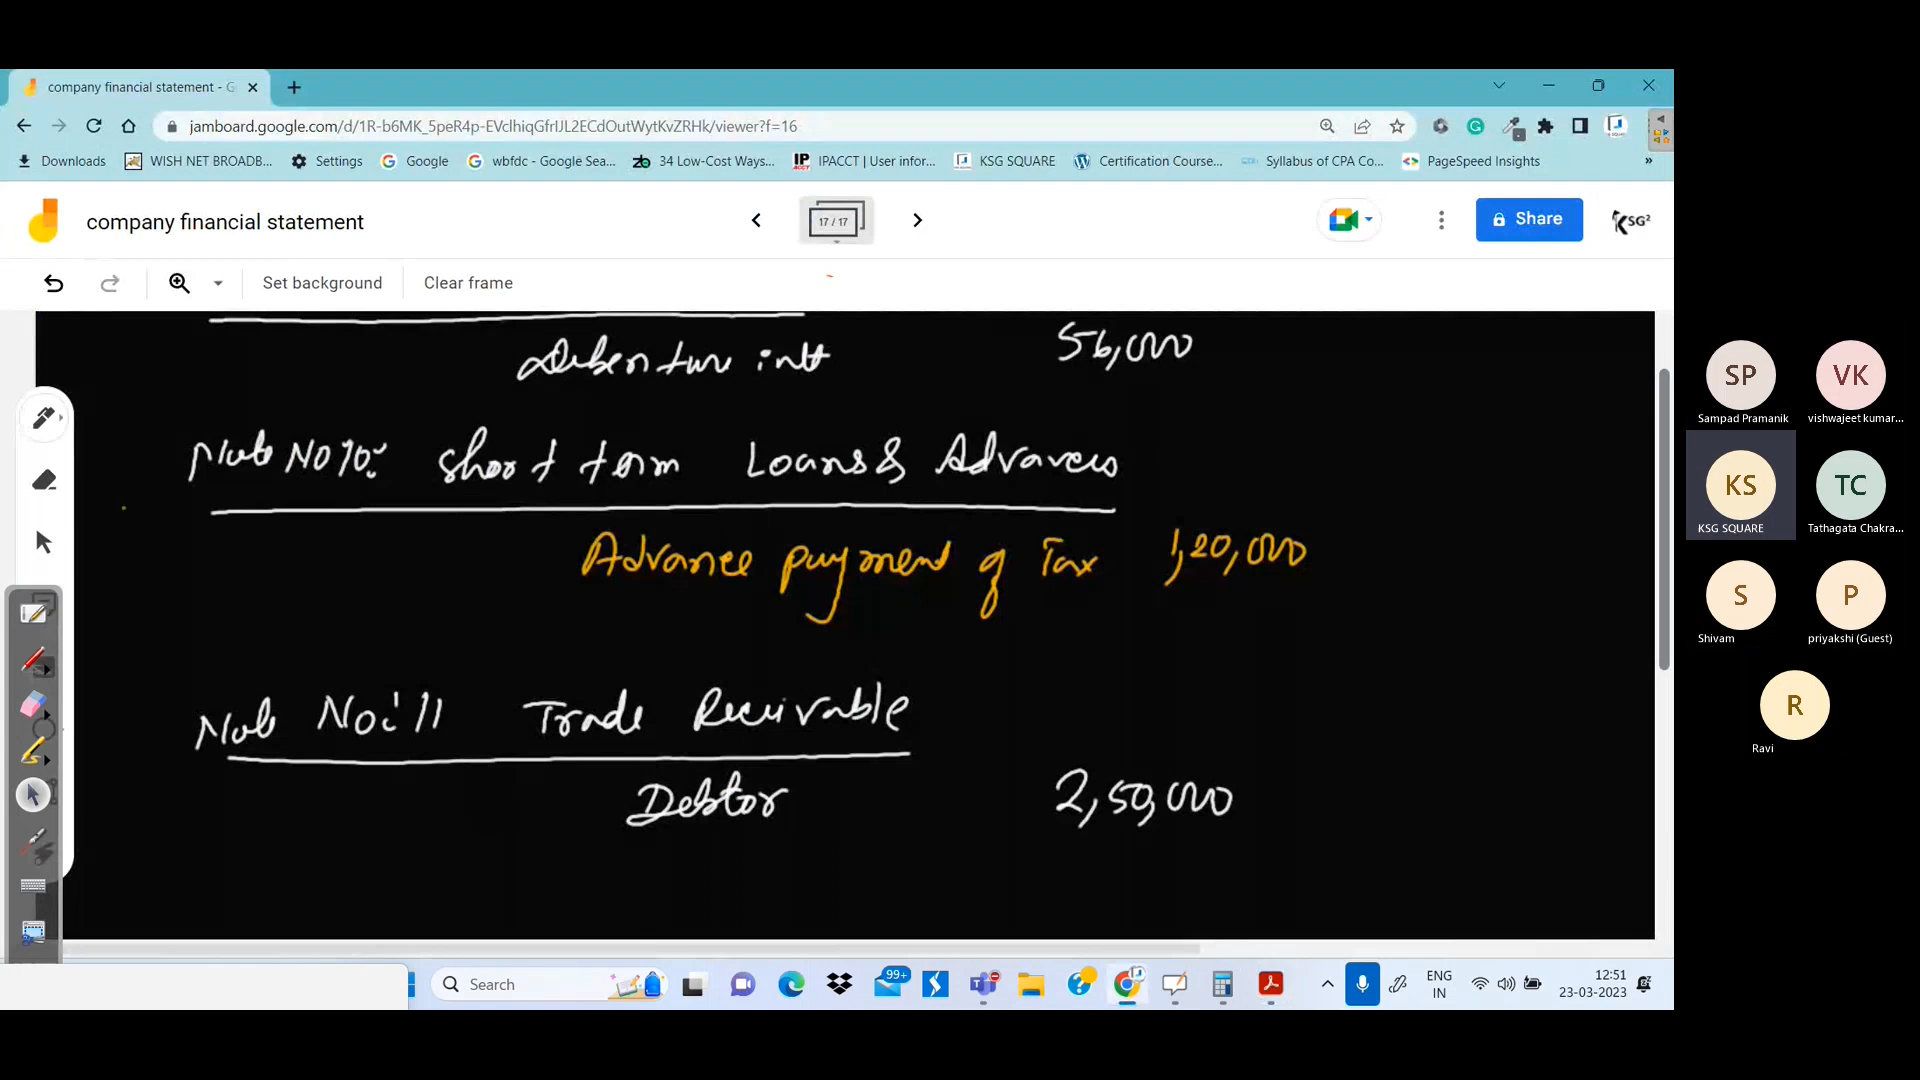 company financial statement - G
jamboard.google.com/d/1R-b6MK_5peR4p-EVclhiqGfrIJL2ECdOutWytKvZRHk/viewer?f=16
Downloads WISH NET BROADB... Settings Google wbfdc - Google Sea... 34 Low-Cost Ways... IPACCT | User infor... KSG SQUARE Certification Course... Syllabus of CPA Co... PageSpeed Insights »
company financial statement
17 / 17
Share
KSG²
Set background Clear frame
Debenture intt 56,000
Note No 10: Short term Loans & Advances
Advance payment of Tax 1,20,000
Note No: 11 Trade Receivable
Debtor 2,50,000
Search
99+
ENG
IN
12:51
23-03-2023
SP VK
Sampad Pramanik vishwajeet kumar...
KS TC
KSG SQUARE Tathagata Chakra...
S P
Shivam priyakshi (Guest)
R
Ravi